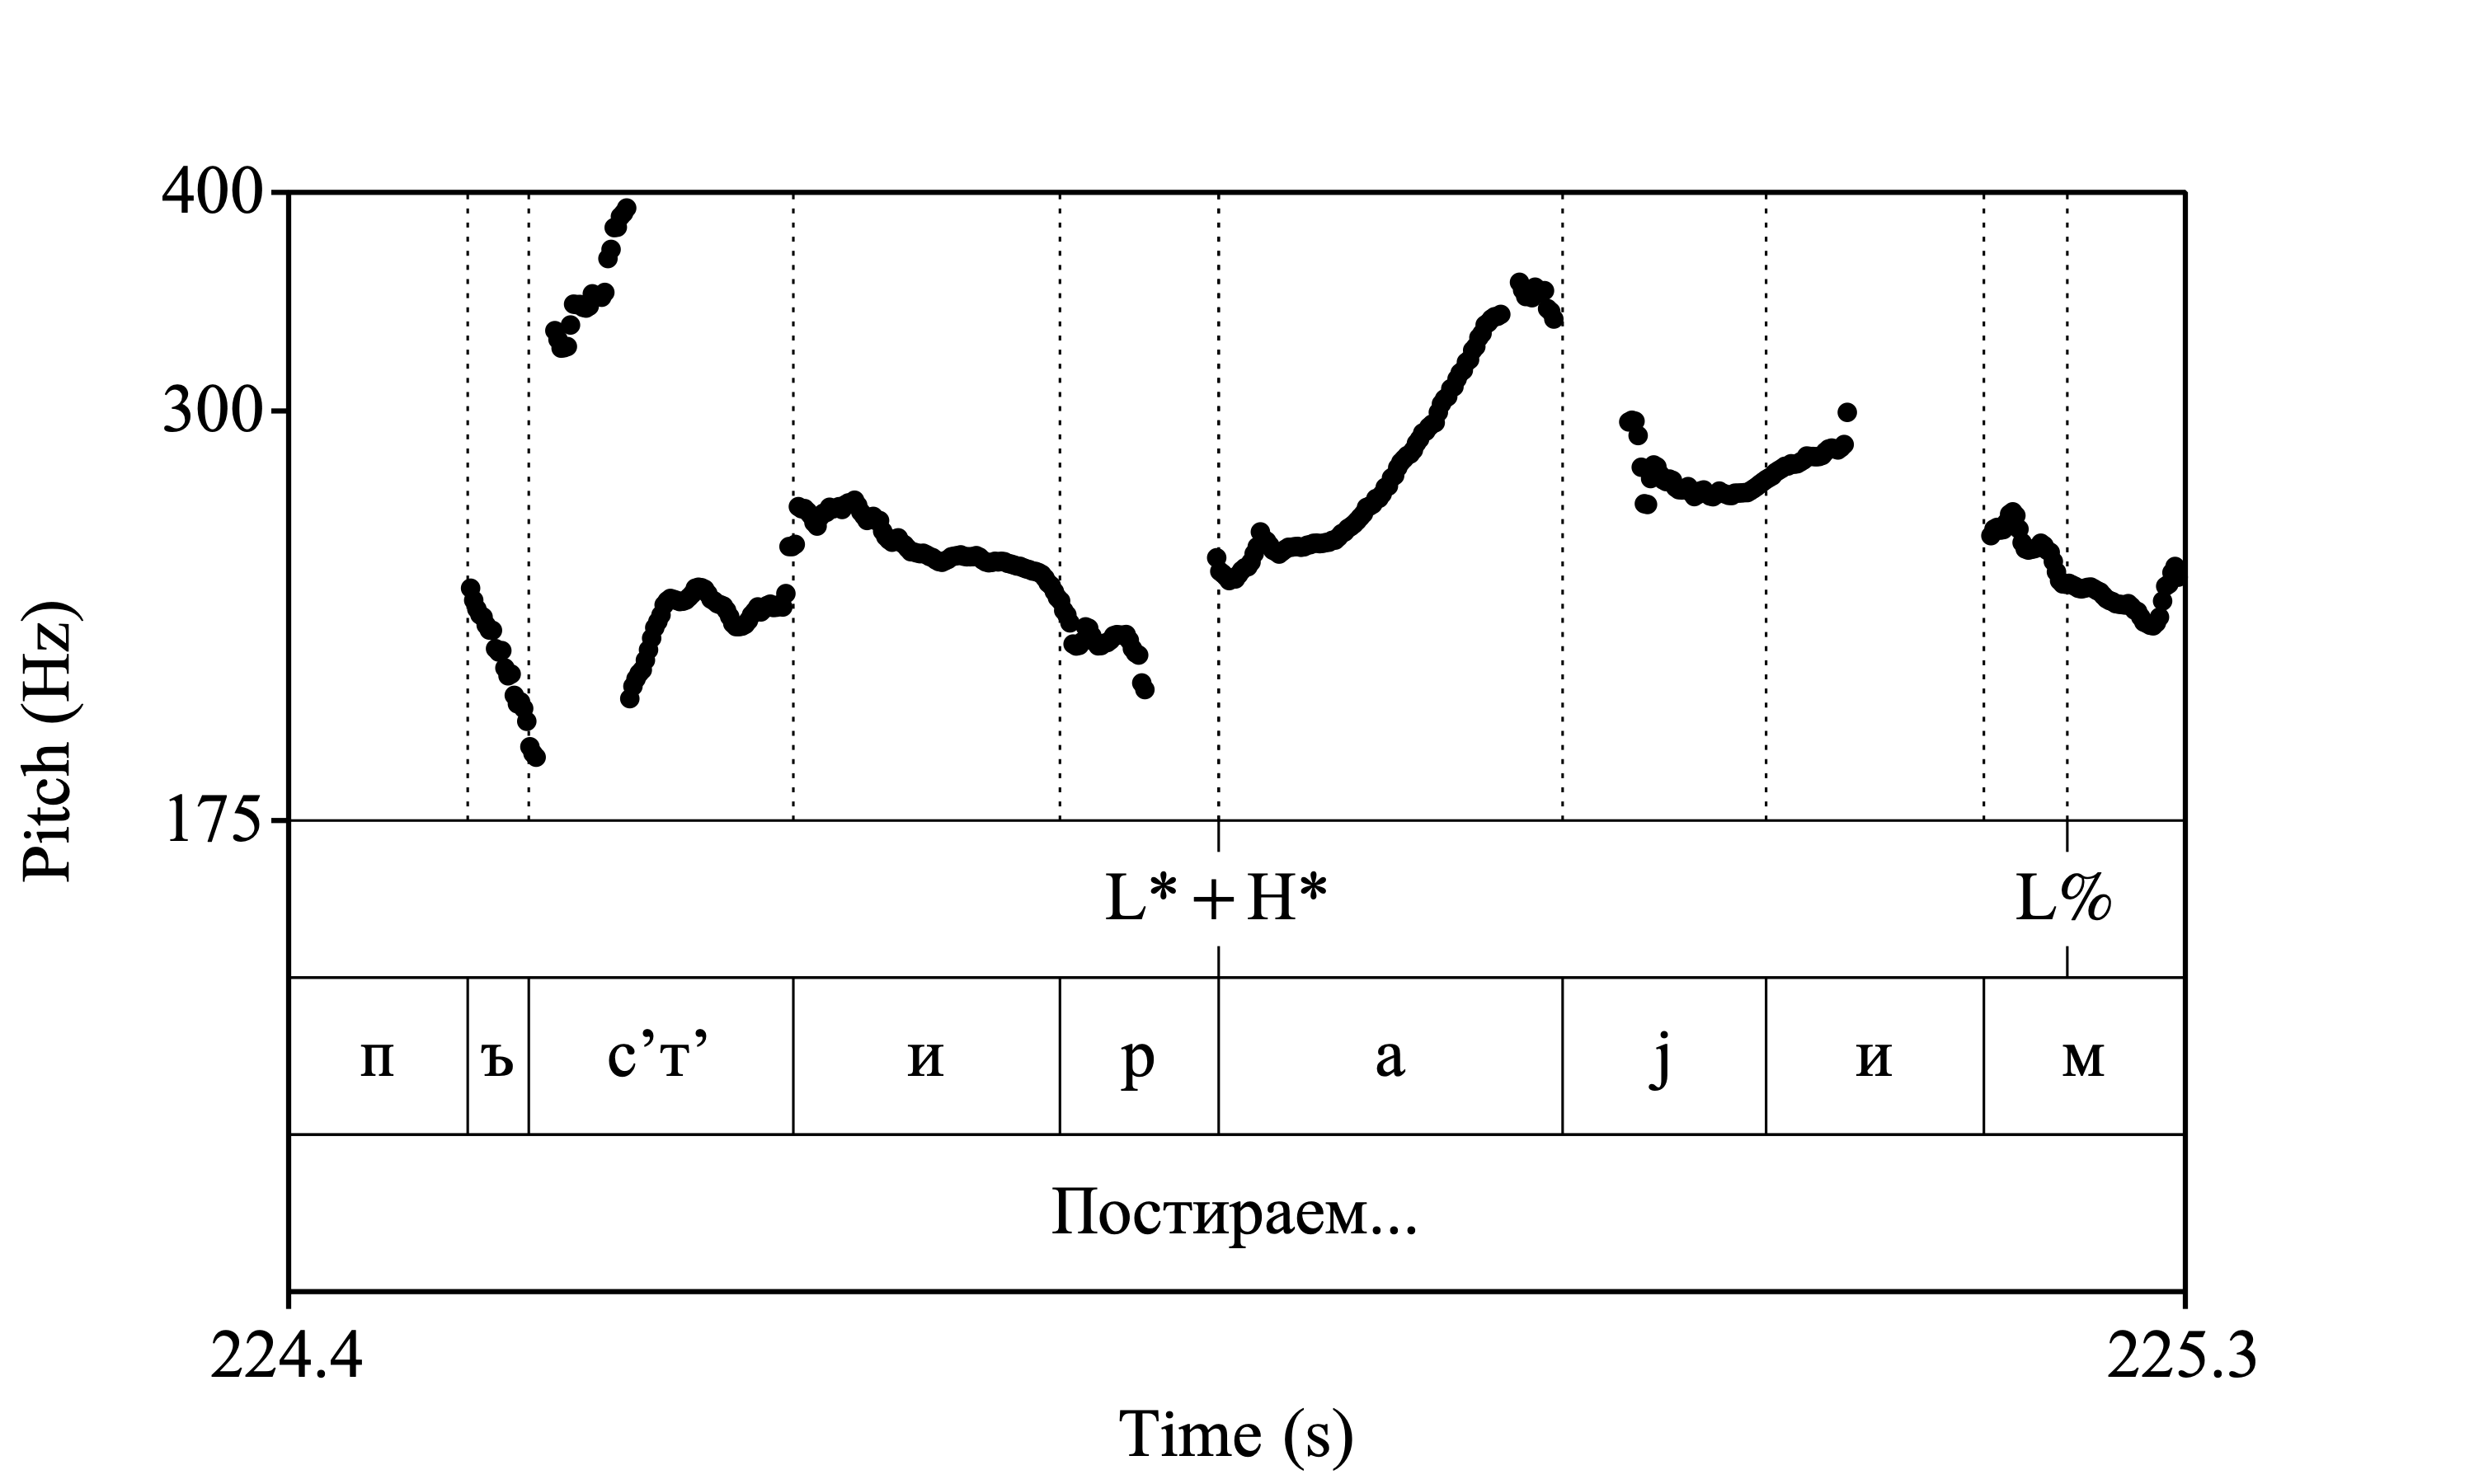 400
300
175
Pitch (Hz)
L*+H* L%
п ъ с’т’ и р а j и м
Постираем...
224.4 225.3
Time (s)